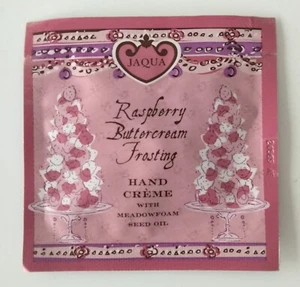 JAQUA
Raspberry
Buttercream
Frosting
HAND
CRÈME
WITH
MEADOWFOAM
SEED OIL